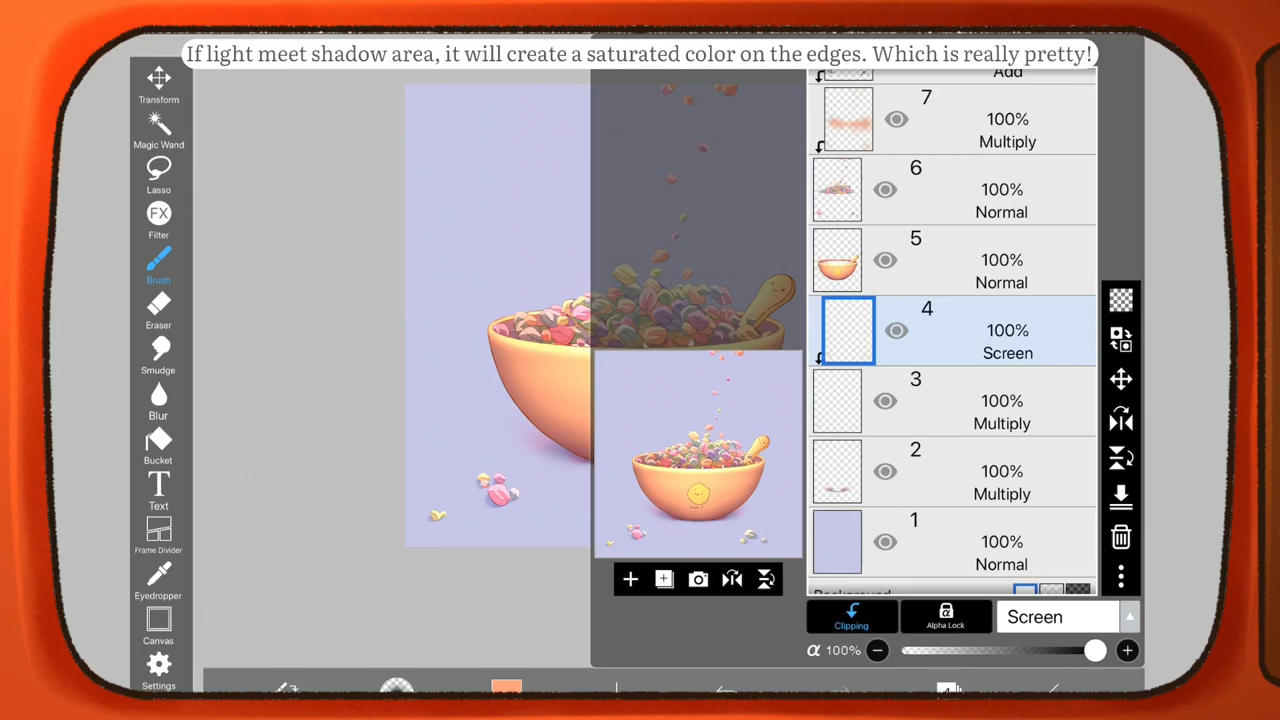 If light meet shadow area, it will create a saturated color on the edges. Which is really pretty!
Transform
Magic Wand
Lasso
FX
Filter
Brush
Eraser
Smudge
Blur
Bucket
T
Text
Frame Divider
Eyedropper
Canvas
Settings
Add
7
100%
Multiply
6
100%
Normal
5
100%
Normal
4
100%
Screen
3
100%
Multiply
2
100%
Multiply
1
100%
Normal
Background
Clipping
α
Alpha Lock
Screen
α 100%